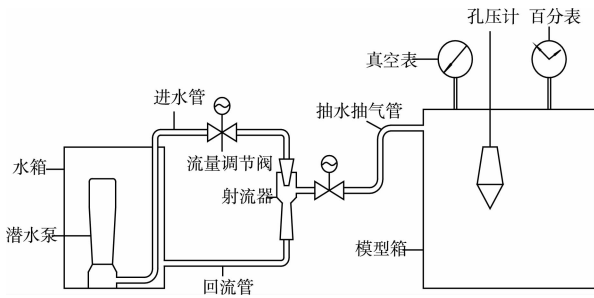 孔压计
百分表
真空表
进水管
抽水抽气管
水箱
流量调节阀
射流器
潜水泵
模型箱
回流管